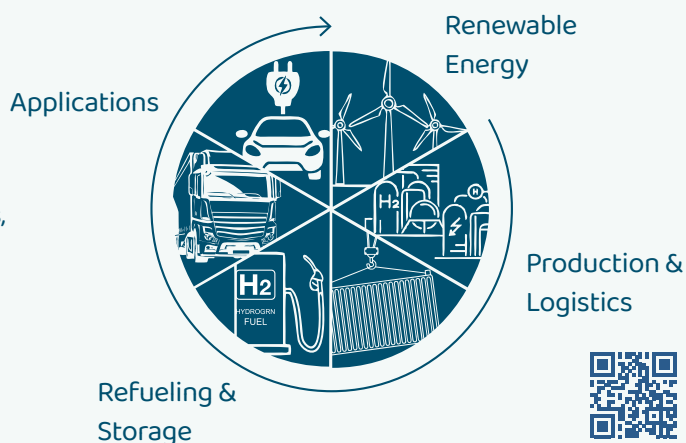 Renewable
Energy
Applications
H2
H
Production &
Logistics
H2
HYDROGRN
FUEL
Refueling &
Storage